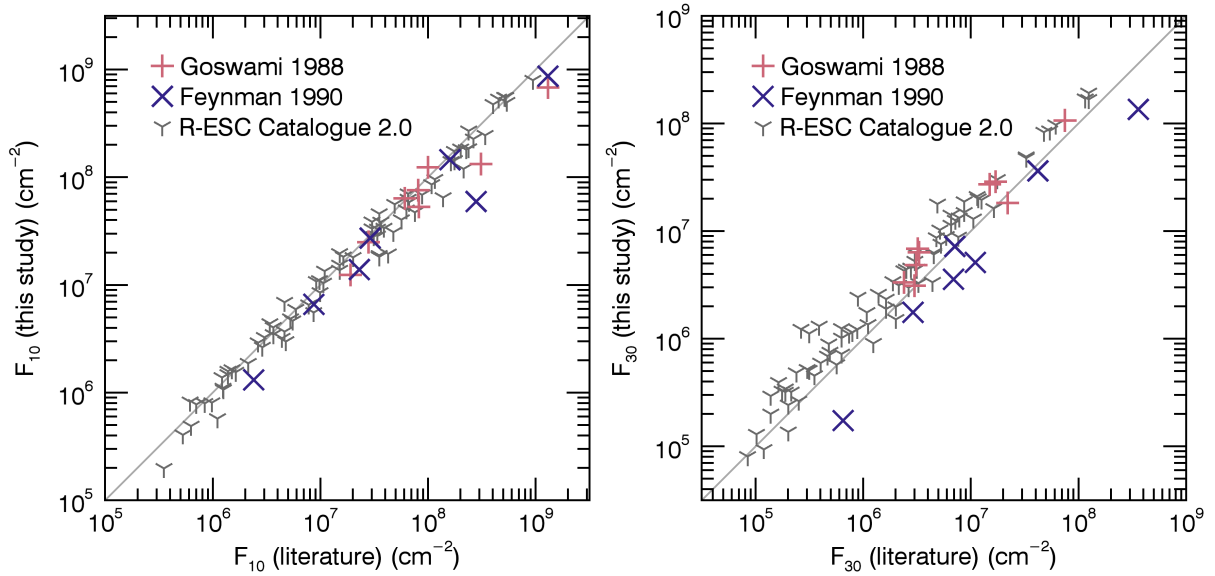 10⁹
10⁸
10⁷
10⁶
10⁵
F₁₀ (this study) (cm⁻²)
Goswami 1988
Feynman 1990
R-ESC Catalogue 2.0
10⁵ 10⁶ 10⁷ 10⁸ 10⁹
F₁₀ (literature) (cm⁻²)
10⁹
10⁸
10⁷
10⁶
10⁵
F₃₀ (this study) (cm⁻²)
Goswami 1988
Feynman 1990
R-ESC Catalogue 2.0
10⁵ 10⁶ 10⁷ 10⁸ 10⁹
F₃₀ (literature) (cm⁻²)